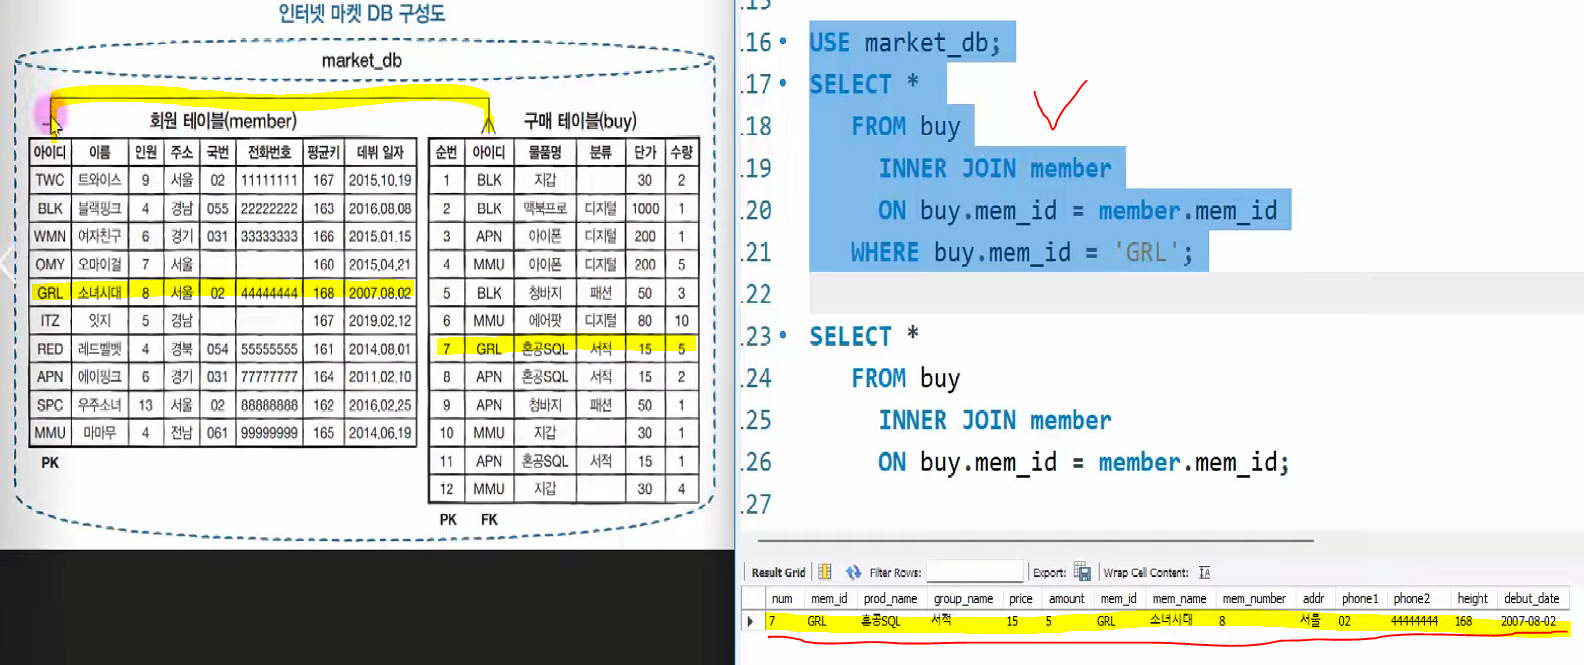 인터넷 마켓 DB 구성도
market_db
회원 테이블(member)
아이디 이름 인원 주소 국번 전화번호 평균키 데뷔 일자
TWC 트와이스 9 서울 02 11111111 167 2015.10.19
BLK 블랙핑크 4 경남 055 22222222 163 2016.08.08
WMN 여자친구 6 경기 031 33333333 166 2015.01.15
OMY 오마이걸 7 서울 160 2015.04.21
GRL 소녀시대 8 서울 02 44444444 168 2007.08.02
ITZ 잇지 5 경남 167 2019.02.12
RED 레드벨벳 4 경북 054 55555555 161 2014.08.01
APN 에이핑크 6 경기 031 77777777 164 2011.02.10
SPC 우주소녀 13 서울 02 88888888 162 2016.02.25
MMU 마마무 4 전남 061 99999999 165 2014.06.19
PK
구매 테이블(buy)
순번 아이디 물품명 분류 단가 수량
1 BLK 지갑 30 2
2 BLK 맥북프로 디지털 1000 1
3 APN 아이폰 디지털 200 1
4 MMU 아이폰 디지털 200 5
5 BLK 청바지 패션 50 3
6 MMU 에어팟 디지털 80 10
7 GRL 혼공SQL 서적 15 5
8 APN 혼공SQL 서적 15 2
9 APN 청바지 패션 50 1
10 MMU 지갑 30 1
11 APN 혼공SQL 서적 15 1
12 MMU 지갑 30 4
PK FK
.16 USE market_db;
.17 SELECT *
.18 FROM buy
.19 INNER JOIN member
.20 ON buy.mem_id = member.mem_id
.21 WHERE buy.mem_id = 'GRL';
.22
.23 SELECT *
.24 FROM buy
.25 INNER JOIN member
.26 ON buy.mem_id = member.mem_id;
.27
Result Grid Filter Rows: Export: Wrap Cell Content: IA
num mem_id prod_name group_name price amount mem_id mem_name mem_number addr phone1 phone2 height debut_date
7 GRL 혼공SQL 서적 15 5 GRL 소녀시대 8 서울 02 44444444 168 2007-08-02